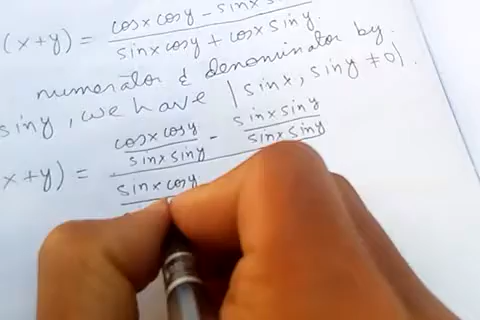 (x+y) = cosx cosy - sinx s
sinx cosy + cosx siny.
numerator & denominator by
siny, we have | sinx, siny ≠ 0|.
cosx cosy sinx siny
x+y) = sinx siny - sinx siny
sinx cosy